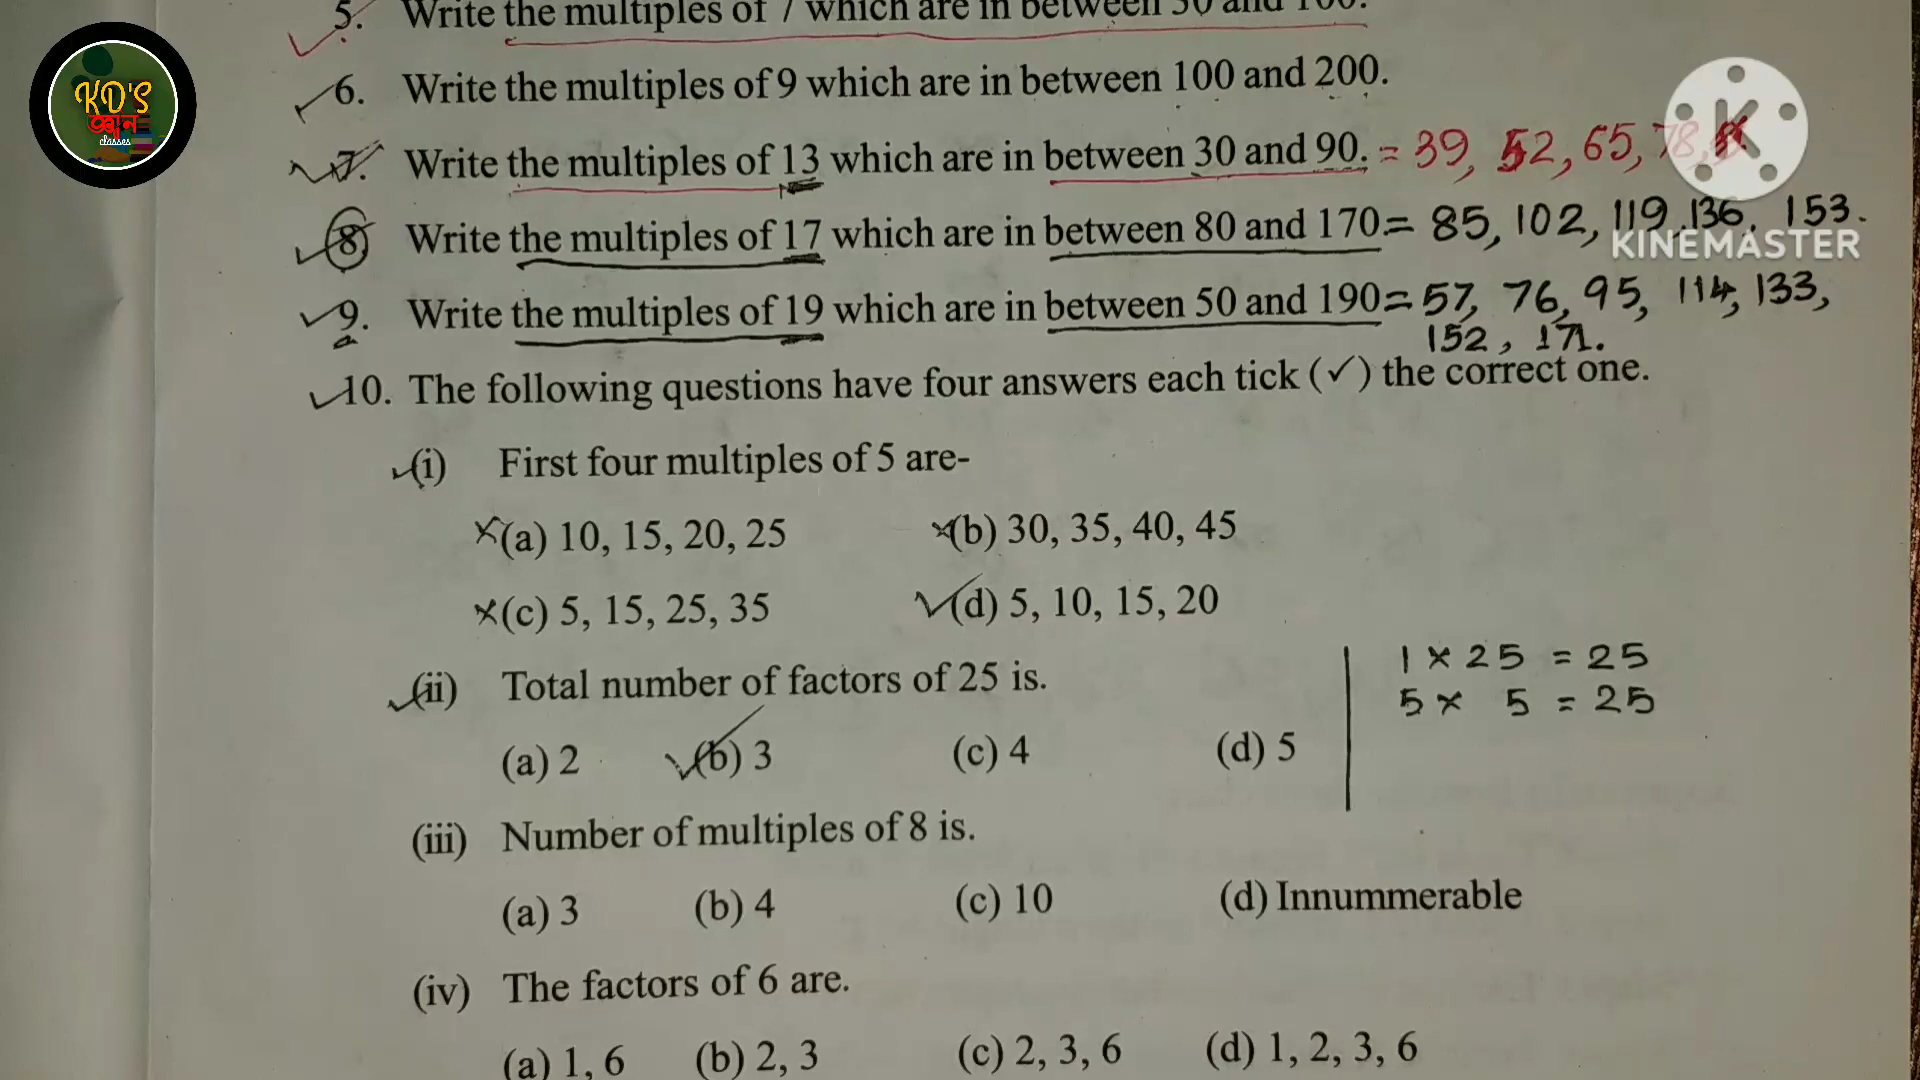 5. Write the multiples of 7 which are in between 50 and 100.
KD'S
জ্ঞান
classes
6. Write the multiples of 9 which are in between 100 and 200.
7. Write the multiples of 13 which are in between 30 and 90. = 39, 52, 65, 78,
K
8 Write the multiples of 17 which are in between 80 and 170 = 85, 102, 119, 136, 153.
KINEMASTER
9. Write the multiples of 19 which are in between 50 and 190 = 57, 76, 95, 114, 133,
152, 171.
10. The following questions have four answers each tick (✓) the correct one.
(i) First four multiples of 5 are-
×(a) 10, 15, 20, 25 ×(b) 30, 35, 40, 45
×(c) 5, 15, 25, 35 ✓(d) 5, 10, 15, 20
(ii) Total number of factors of 25 is.
1 × 25 = 25
5 × 5 = 25
(a) 2 ✓(b) 3 (c) 4 (d) 5
(iii) Number of multiples of 8 is.
(a) 3 (b) 4 (c) 10 (d) Innummerable
(iv) The factors of 6 are.
(a) 1, 6 (b) 2, 3 (c) 2, 3, 6 (d) 1, 2, 3, 6